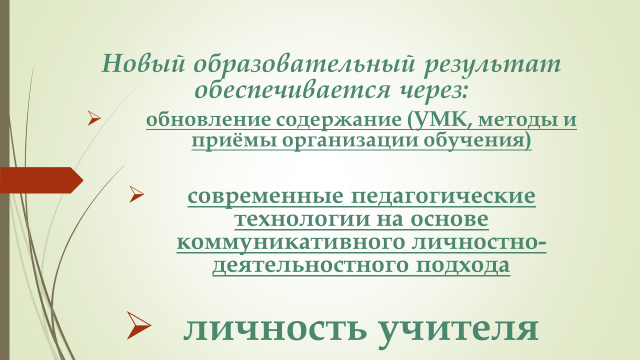 Новый образовательный результат
обеспечивается через:
обновление содержание (УМК, методы и
приёмы организации обучения)
современные педагогические
технологии на основе
коммуникативного личностно-
деятельностного подхода
личность учителя